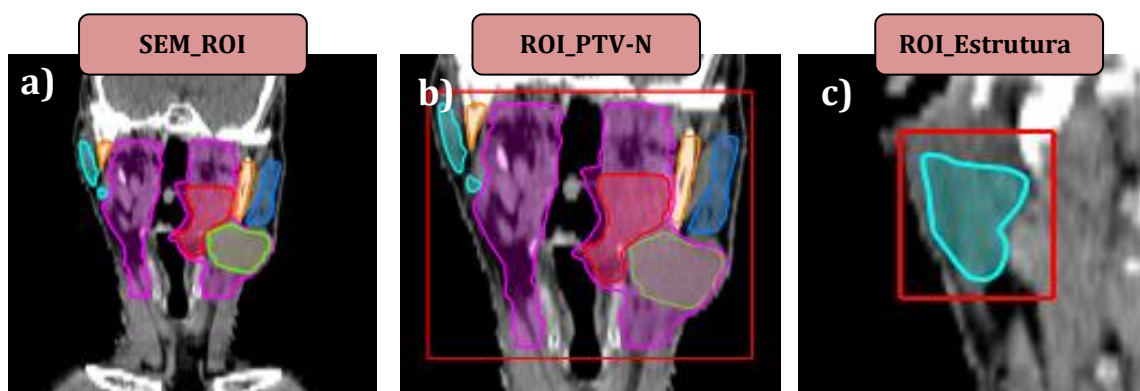 SEM_ROI
ROI_PTV-N
ROI_Estrutura
a)
b)
c)